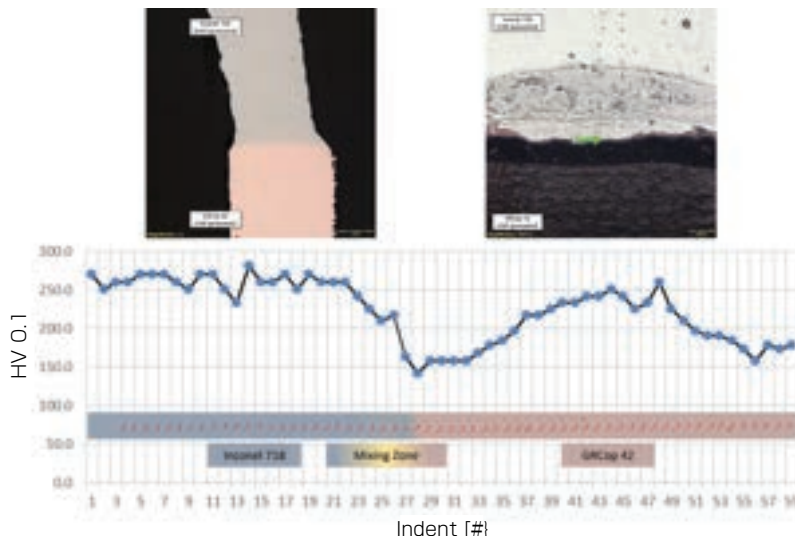 300.0
250.0
200.0
150.0
100.0
50.0
0.0
HV 0.1
Inconel 718
Mixing Zone
GRCop 42
1 3 5 7 9 11 13 15 17 19 21 23 25 27 29 31 33 35 37 39 41 43 45 47 49 51 53 55 57 59
Indent [#}